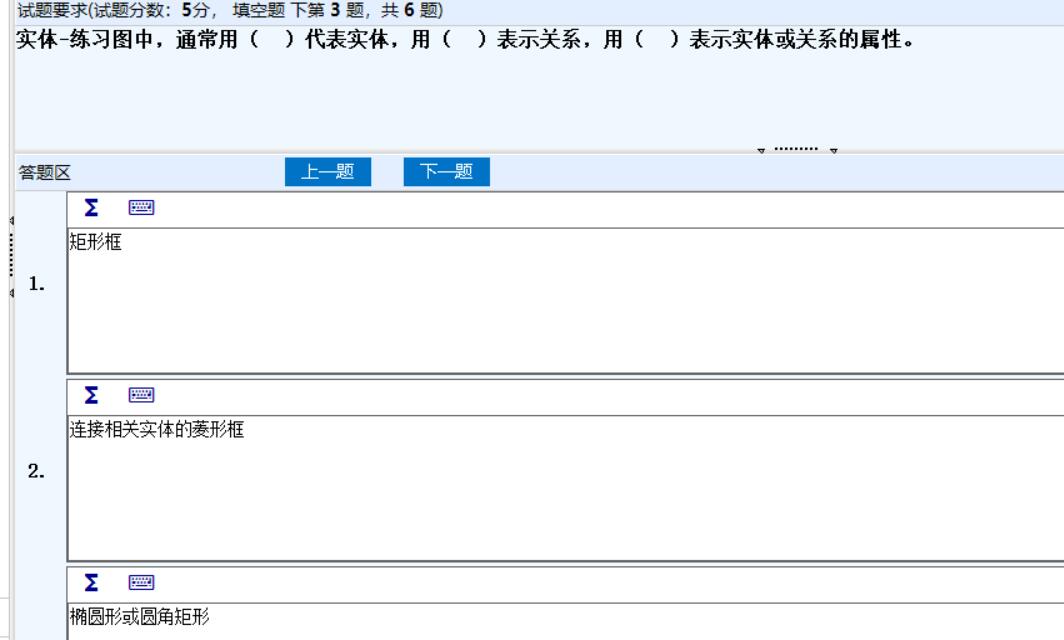 试题要求(试题分数：5分， 填空题 下第 3 题，共 6 题)
实体-练习图中，通常用（　）代表实体，用（　）表示关系，用（　）表示实体或关系的属性。
答题区 上一题 下一题
Σ
1.
矩形框
Σ
2.
连接相关实体的菱形框
Σ
椭圆形或圆角矩形